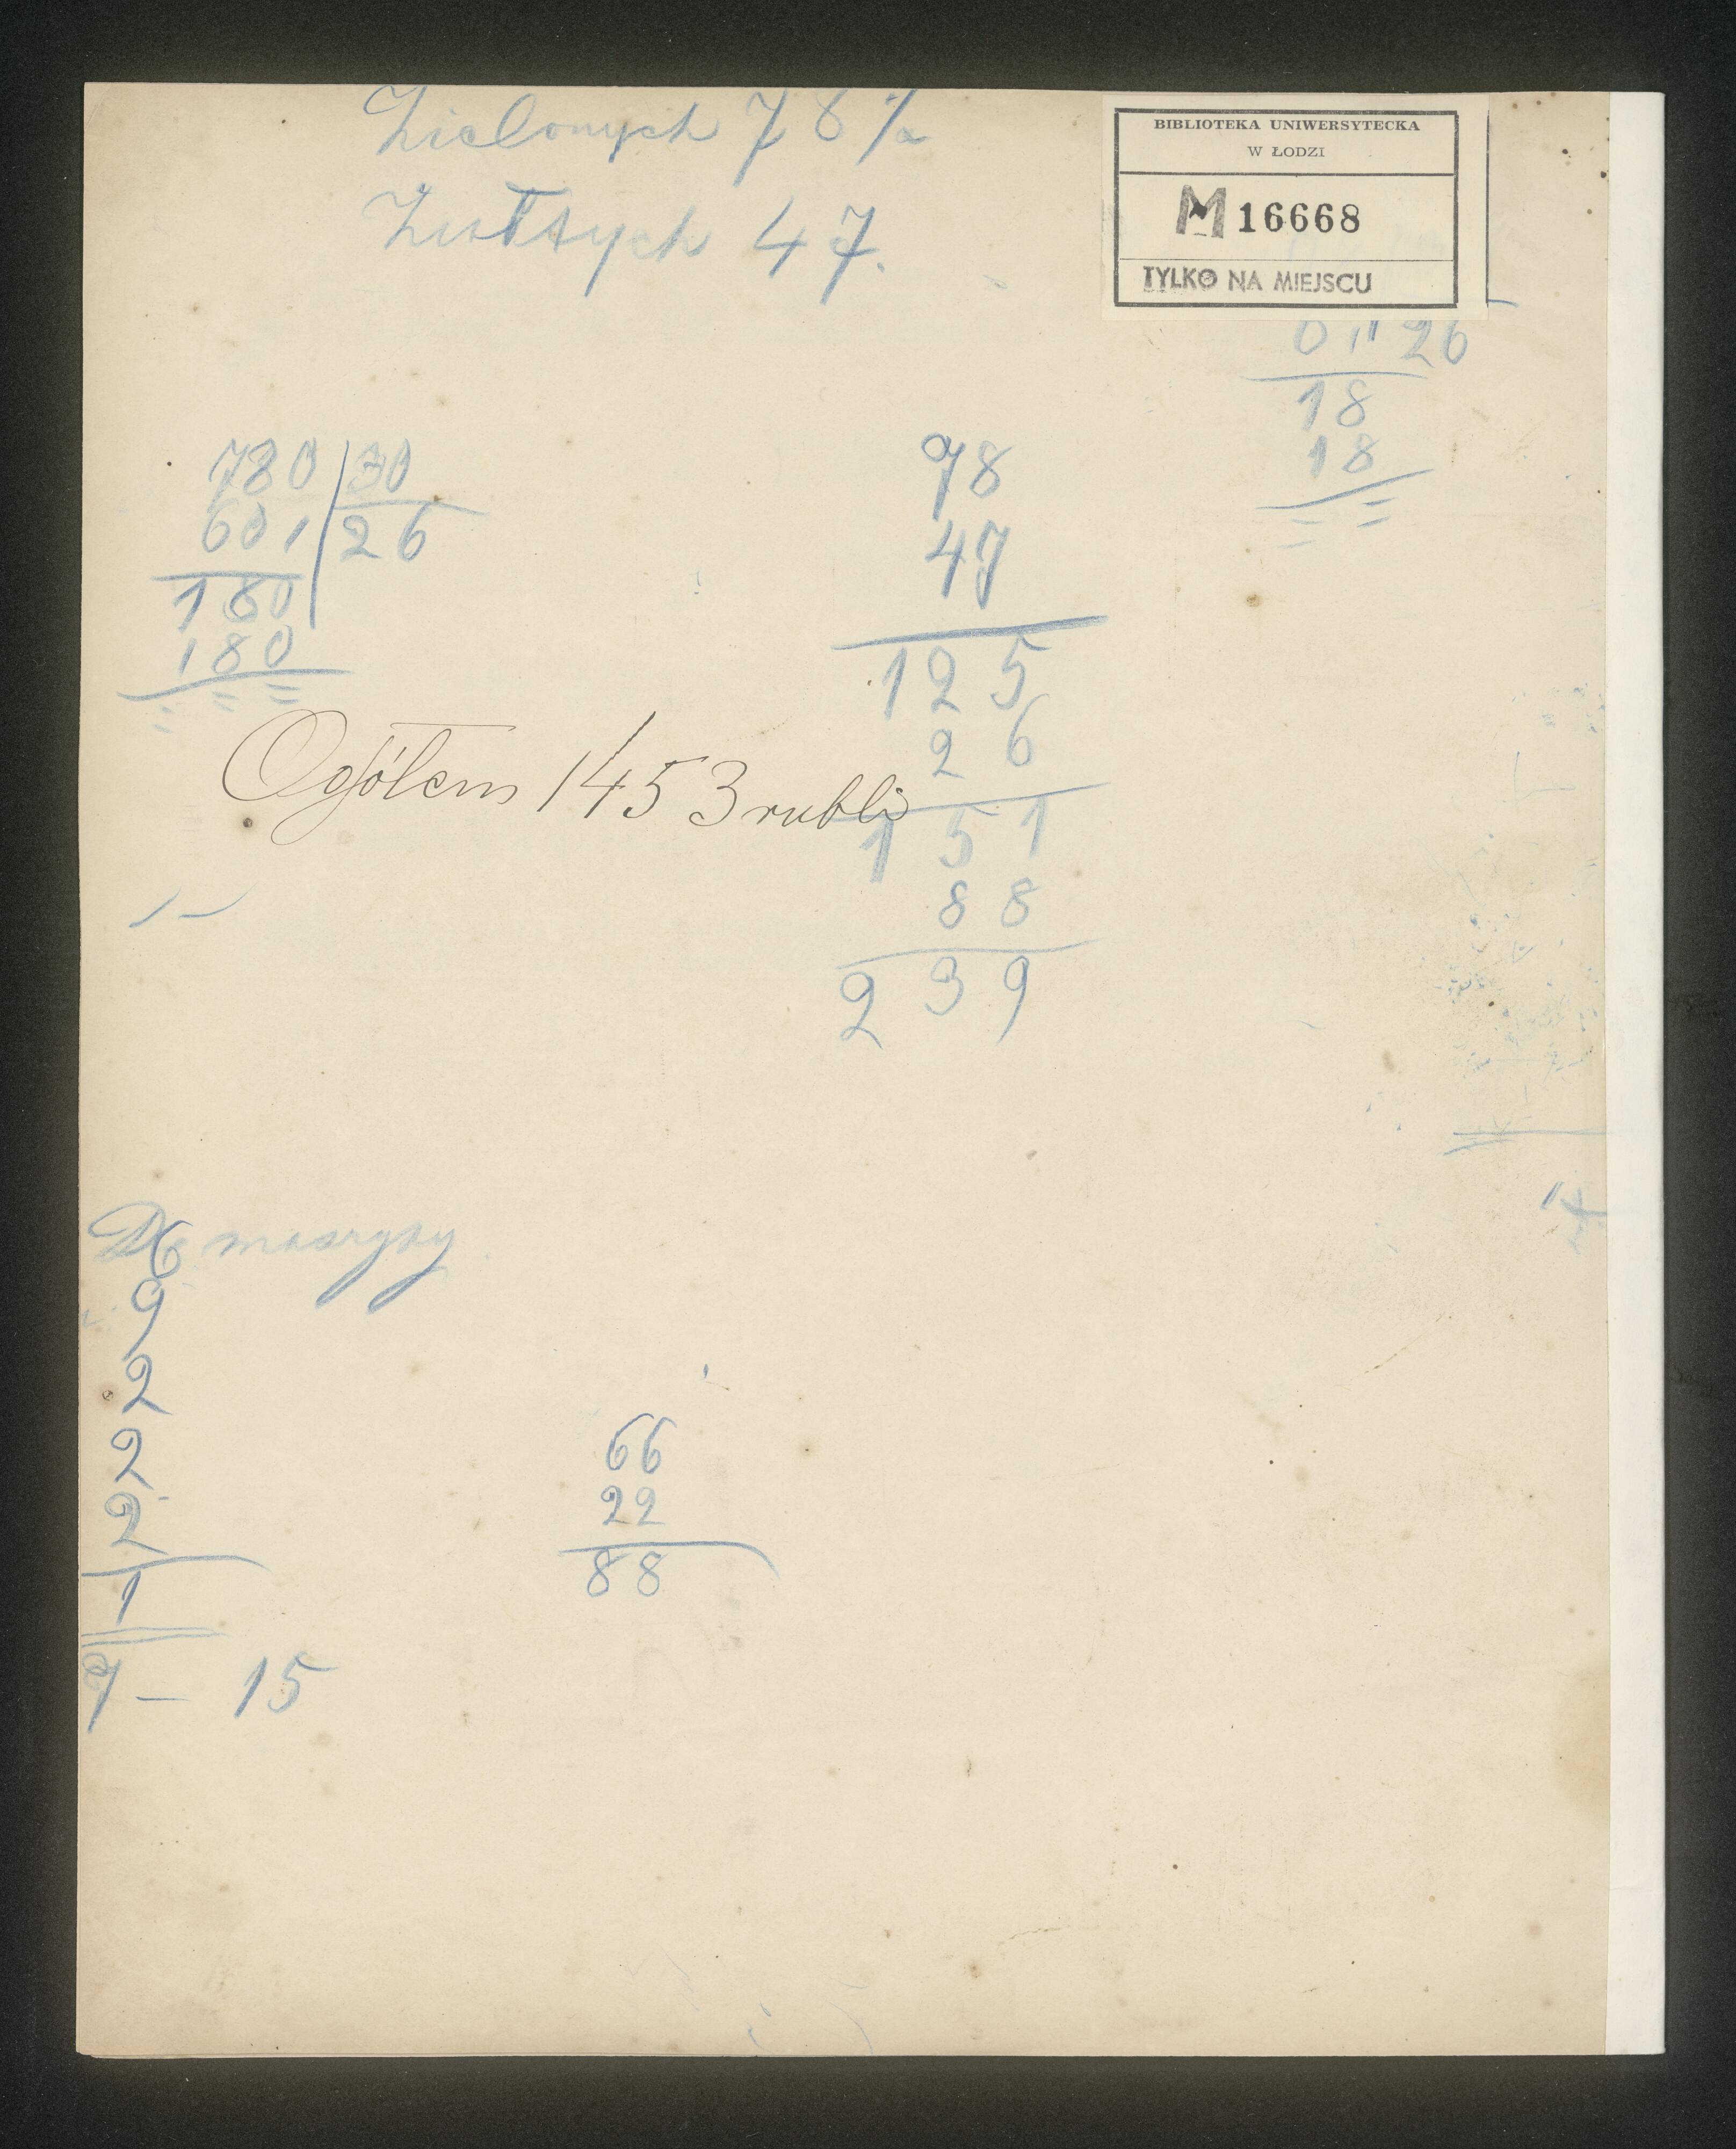 Zielonych 78
Żułtych 47.
BIBLIOTEKA UNIWERSYTECKA
W ŁODZI
M 16668
TYLKO NA MIEJSCU
26
18
18
780 30
60 26
180
180
78
47
125
26
151
88
239
Ogółem 1453 rubli
9
2
2
2
1
66
22
88
7 — 15